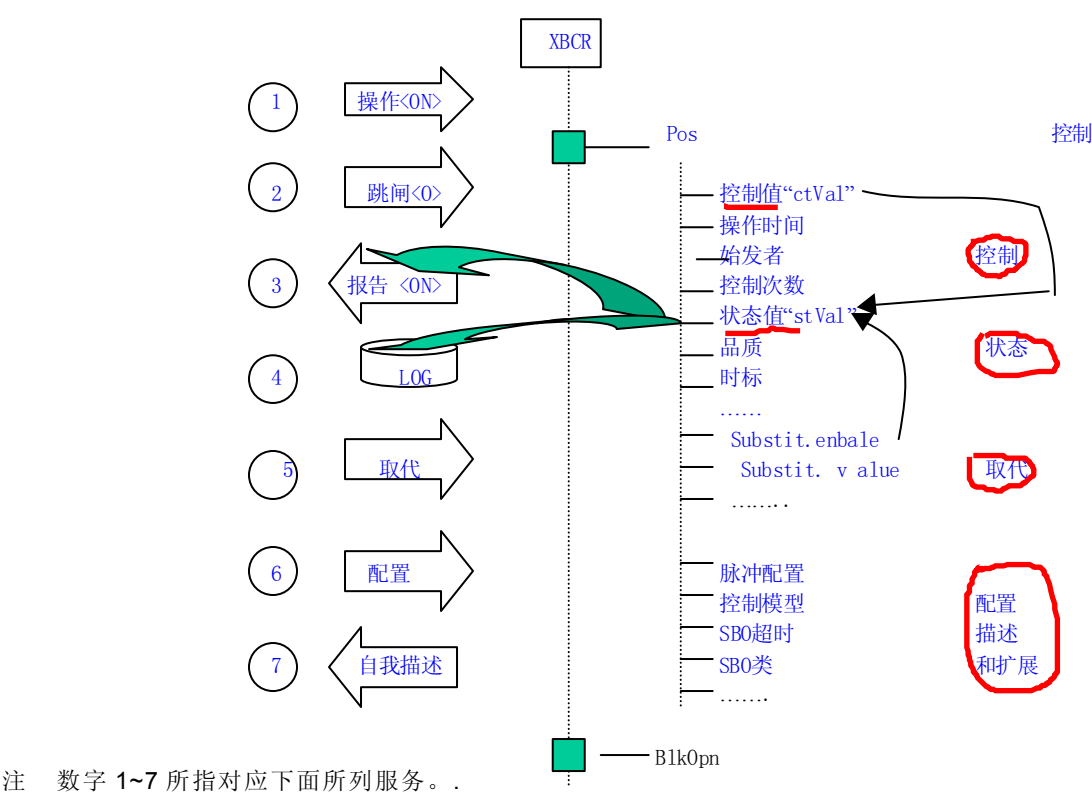 XBCR
1
操作<ON>
Pos
控制
2
跳闸<O>
控制值“ctVal”
操作时间
始发者
控制
3
报告 <ON>
控制次数
状态值“stVal”
品质
状态
4
LOG
时标
……
Substit.enbale
5
取代
Substit. v alue
取代
……..
6
配置
脉冲配置
控制模型
配置
SBO超时
描述
7
自我描述
SBO类
和扩展
…….
BlkOpn
注 数字 1~7 所指对应下面所列服务。.